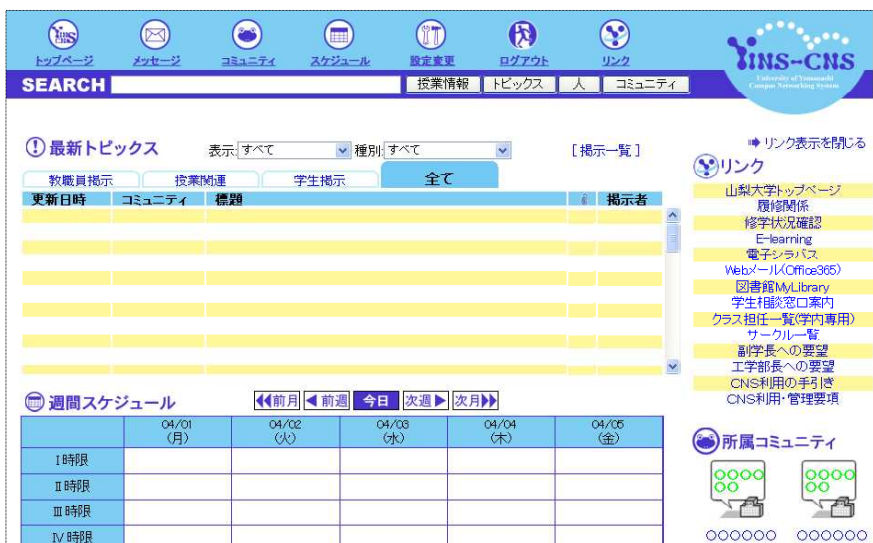 トップページ メッセージ コミュニティ スケジュール 設定変更 ログアウト リンク
YINS-CNS
University of Yamanashi
Campus Networking System
SEARCH 授業情報 トピックス 人 コミュニティ
最新トピックス 表示: すべて 種別: すべて [掲示一覧]
教職員掲示 授業関連 学生掲示 全て
更新日時 コミュニティ 標題 掲示者
週間スケジュール 前月 前週 今日 次週 次月
04/01 04/02 04/03 04/04 04/05
(月) (火) (水) (木) (金)
I 時限
II 時限
III 時限
IV 時限
リンク表示を閉じる
リンク
山梨大学トップページ
履修関係
修学状況確認
E-learning
電子シラバス
Webメール(Office365)
図書館MyLibrary
学生相談窓口案内
クラス担任一覧(学内専用)
サークル一覧
副学長への要望
工学部長への要望
CNS利用の手引き
CNS利用・管理要項
所属コミュニティ
○○○○ ○○○○
○○ ○○
○○○○○○ ○○○○○○